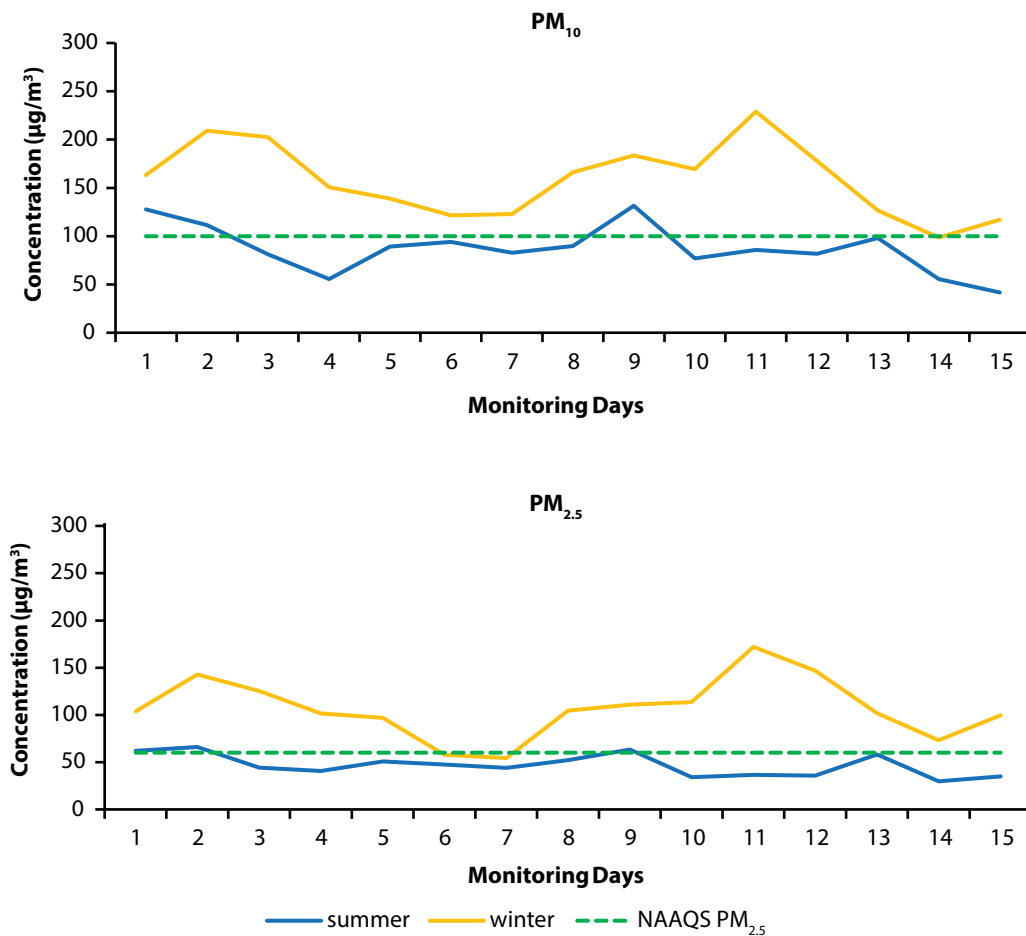 PM₁₀
300
250
200
150
100
50
0
Concentration (µg/m³)
1 2 3 4 5 6 7 8 9 10 11 12 13 14 15
Monitoring Days
PM₂.₅
300
250
200
150
100
50
0
Concentration (µg/m³)
1 2 3 4 5 6 7 8 9 10 11 12 13 14 15
Monitoring Days
summer winter NAAQS PM₂.₅